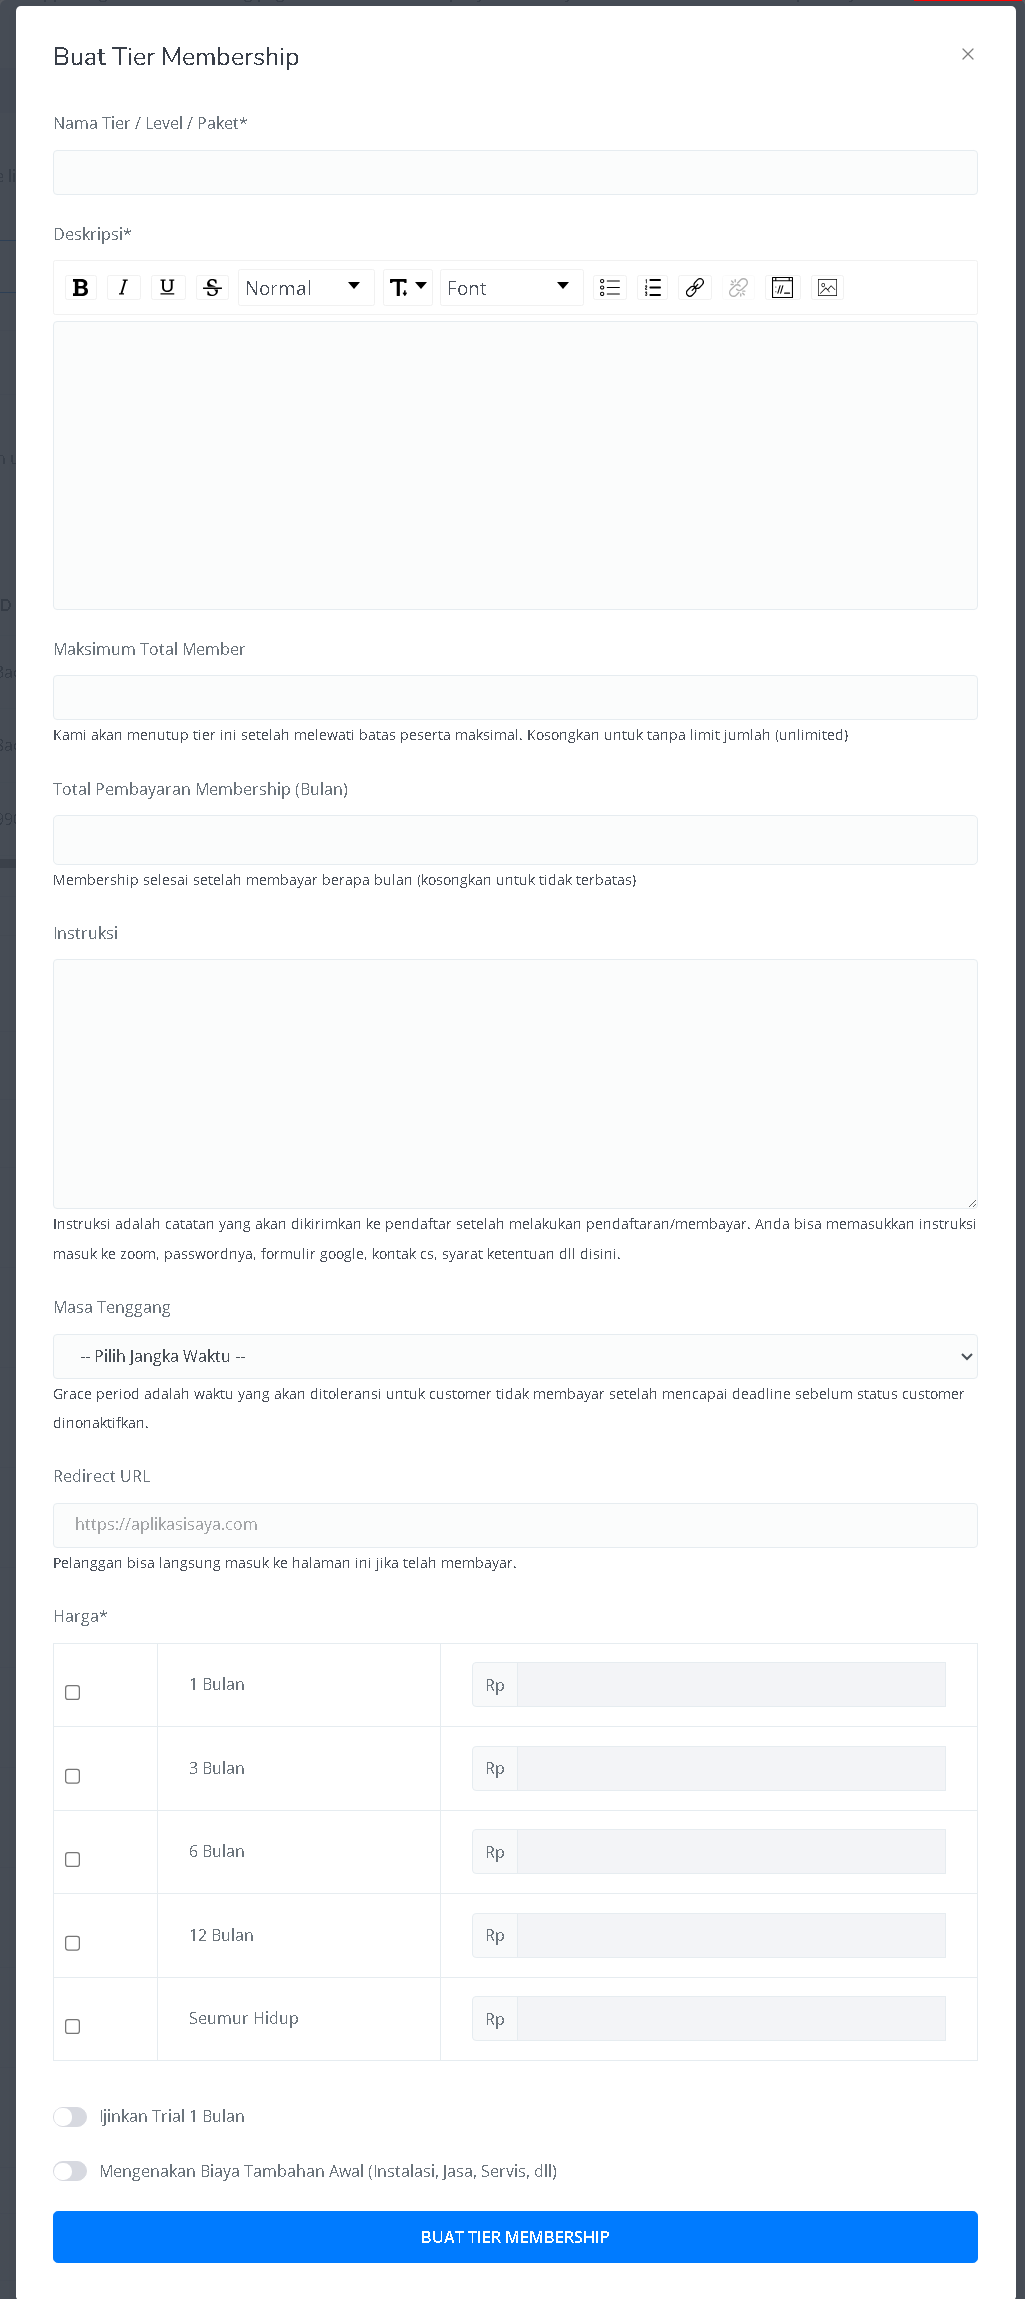 Buat Tier Membership
Nama Tier / Level / Paket*
Deskripsi*
B I U S Normal T Font
Maksimum Total Member
Kami akan menutup tier ini setelah melewati batas peserta maksimal. Kosongkan untuk tanpa limit jumlah (unlimited}
Total Pembayaran Membership (Bulan)
Membership selesai setelah membayar berapa bulan (kosongkan untuk tidak terbatas}
Instruksi
Instruksi adalah catatan yang akan dikirimkan ke pendaftar setelah melakukan pendaftaran/membayar. Anda bisa memasukkan instruksi
masuk ke zoom, passwordnya, formulir google, kontak cs, syarat ketentuan dll disini.
Masa Tenggang
-- Pilih Jangka Waktu --
Grace period adalah waktu yang akan ditoleransi untuk customer tidak membayar setelah mencapai deadline sebelum status customer
dinonaktifkan.
Redirect URL
https://aplikasisaya.com
Pelanggan bisa langsung masuk ke halaman ini jika telah membayar.
Harga*
1 Bulan Rp
3 Bulan Rp
6 Bulan Rp
12 Bulan Rp
Seumur Hidup Rp
Ijinkan Trial 1 Bulan
Mengenakan Biaya Tambahan Awal (Instalasi, Jasa, Servis, dll)
BUAT TIER MEMBERSHIP